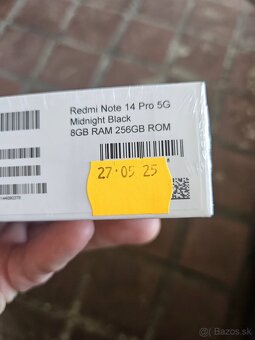 Redmi Note 14 Pro 5G
Midnight Black
8GB RAM 256GB ROM
27·05 25
Bazos.sk